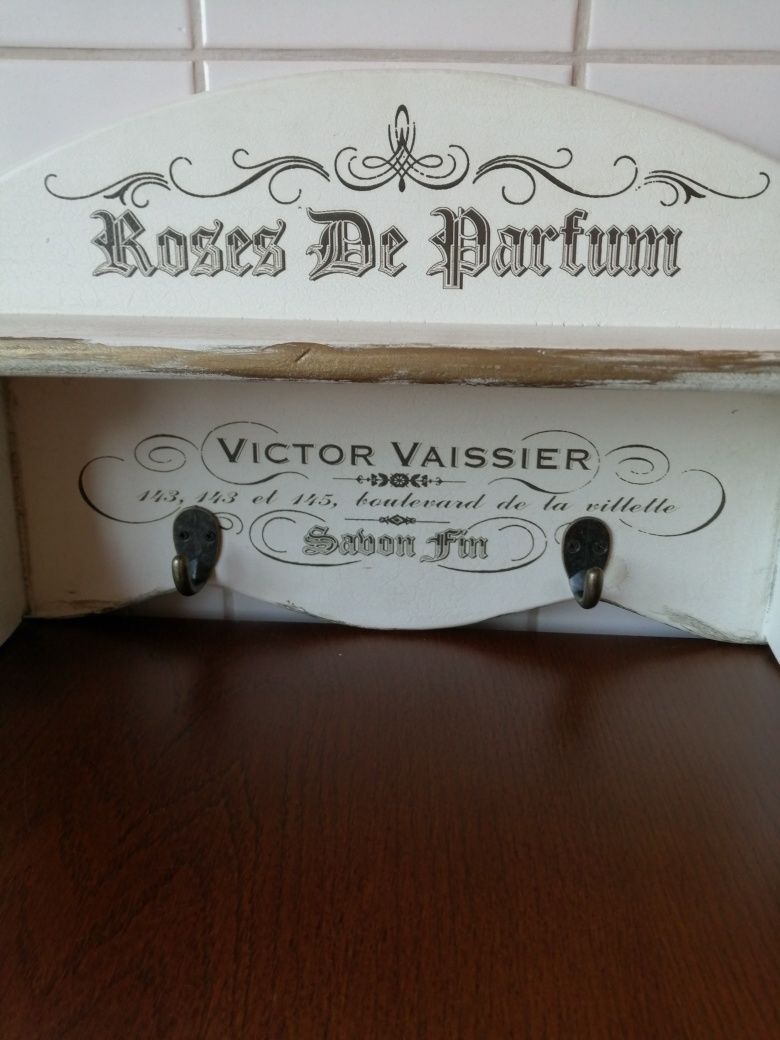 Roses De Parfum
VICTOR VAISSIER
143, 143 et 145, boulevard de la villette
Savon Fin